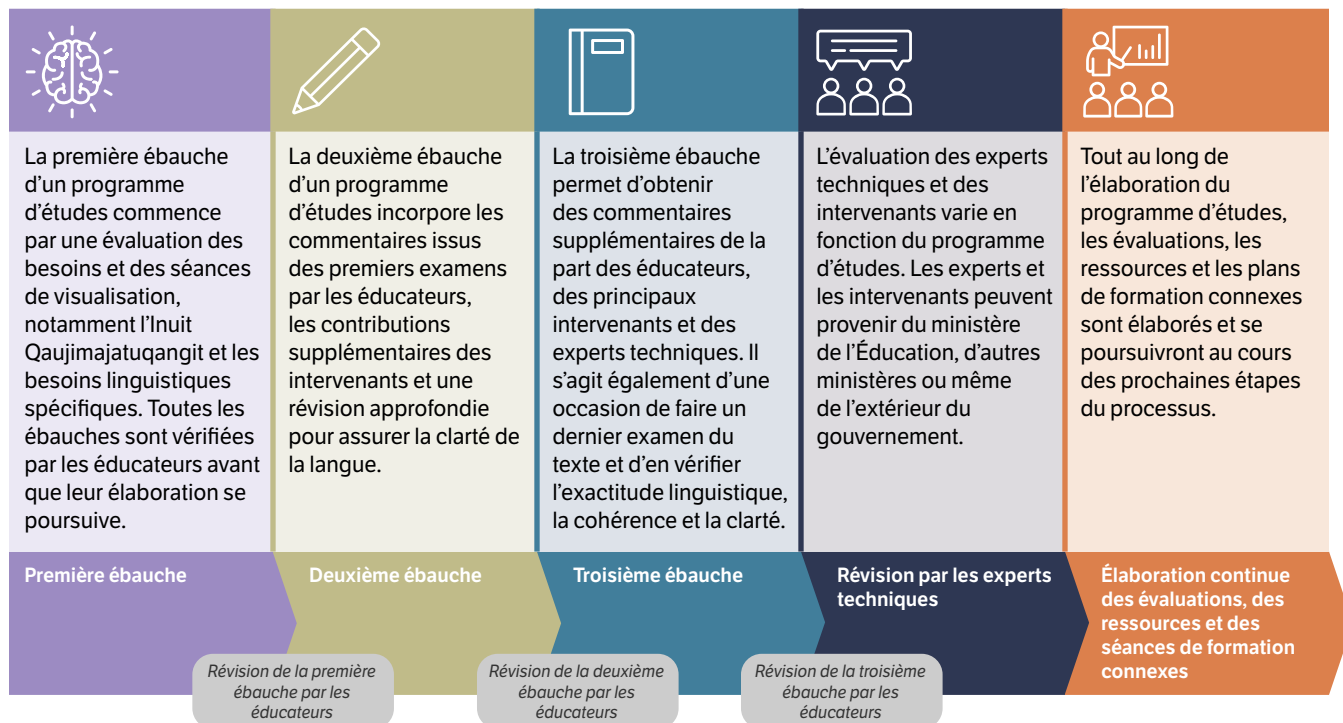 La première ébauche
d’un programme
d’études commence
par une évaluation des
besoins et des séances
de visualisation,
notamment l’Inuit
Qaujimajatuqangit et les
besoins linguistiques
spécifiques. Toutes les
ébauches sont vérifiées
par les éducateurs avant
que leur élaboration se
poursuive.
La deuxième ébauche
d’un programme
d’études incorpore les
commentaires issus
des premiers examens
par les éducateurs,
les contributions
supplémentaires des
intervenants et une
révision approfondie
pour assurer la clarté de
la langue.
La troisième ébauche
permet d’obtenir
des commentaires
supplémentaires de la
part des éducateurs,
des principaux
intervenants et des
experts techniques. Il
s’agit également d’une
occasion de faire un
dernier examen du
texte et d’en vérifier
l’exactitude linguistique,
la cohérence et la clarté.
L’évaluation des experts
techniques et des
intervenants varie en
fonction du programme
d’études. Les experts et
les intervenants peuvent
provenir du ministère
de l’Éducation, d’autres
ministères ou même
de l’extérieur du
gouvernement.
Tout au long de
l’élaboration du
programme d’études,
les évaluations, les
ressources et les plans
de formation connexes
sont élaborés et se
poursuivront au cours
des prochaines étapes
du processus.
Première ébauche
Deuxième ébauche
Troisième ébauche
Révision par les experts
techniques
Élaboration continue
des évaluations, des
ressources et des
séances de formation
connexes
Révision de la première
ébauche par les
éducateurs
Révision de la deuxième
ébauche par les
éducateurs
Révision de la troisième
ébauche par les
éducateurs